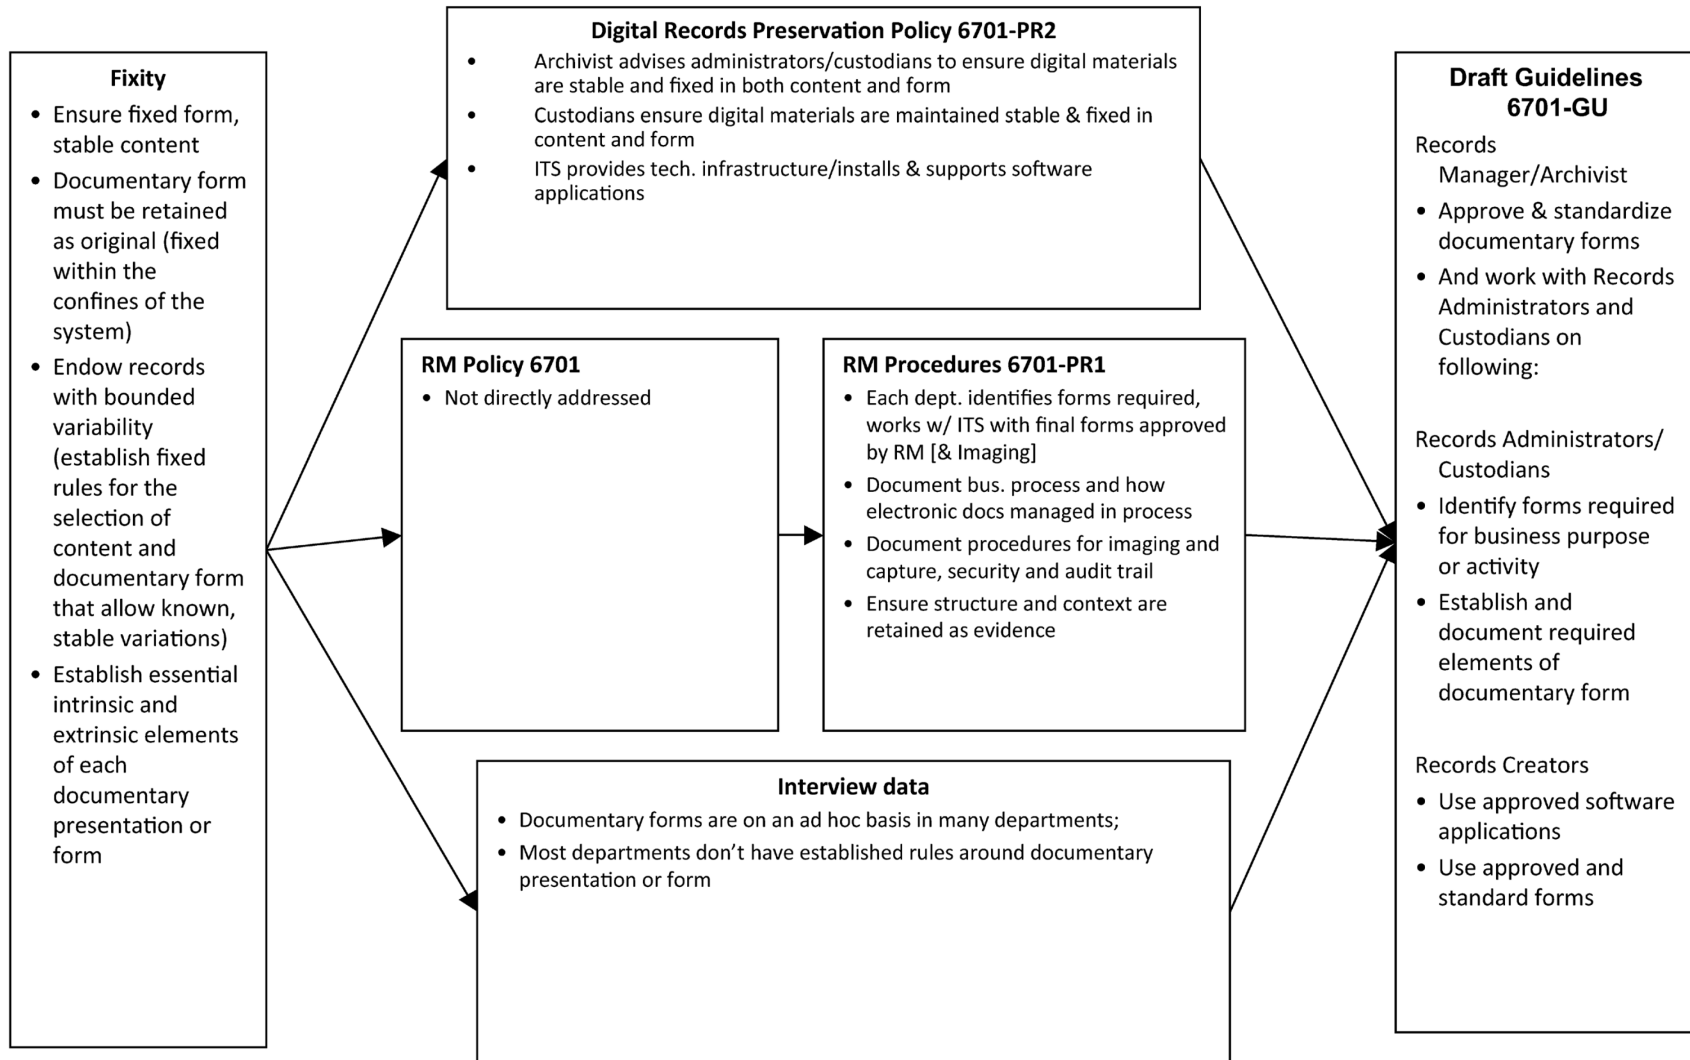 Fixity
• Ensure fixed form,
stable content
• Documentary form
must be retained
as original (fixed
within the
confines of the
system)
• Endow records
with bounded
variability
(establish fixed
rules for the
selection of
content and
documentary form
that allow known,
stable variations)
• Establish essential
intrinsic and
extrinsic elements
of each
documentary
presentation or
form
Digital Records Preservation Policy 6701-PR2
• Archivist advises administrators/custodians to ensure digital materials
are stable and fixed in both content and form
• Custodians ensure digital materials are maintained stable & fixed in
content and form
• ITS provides tech. infrastructure/installs & supports software
applications
RM Policy 6701
• Not directly addressed
RM Procedures 6701-PR1
• Each dept. identifies forms required,
works w/ ITS with final forms approved
by RM [& Imaging]
• Document bus. process and how
electronic docs managed in process
• Document procedures for imaging and
capture, security and audit trail
• Ensure structure and context are
retained as evidence
Interview data
• Documentary forms are on an ad hoc basis in many departments;
• Most departments don’t have established rules around documentary
presentation or form
Draft Guidelines
6701-GU
Records
Manager/Archivist
• Approve & standardize
documentary forms
• And work with Records
Administrators and
Custodians on
following:
Records Administrators/
Custodians
• Identify forms required
for business purpose
or activity
• Establish and
document required
elements of
documentary form
Records Creators
• Use approved software
applications
• Use approved and
standard forms